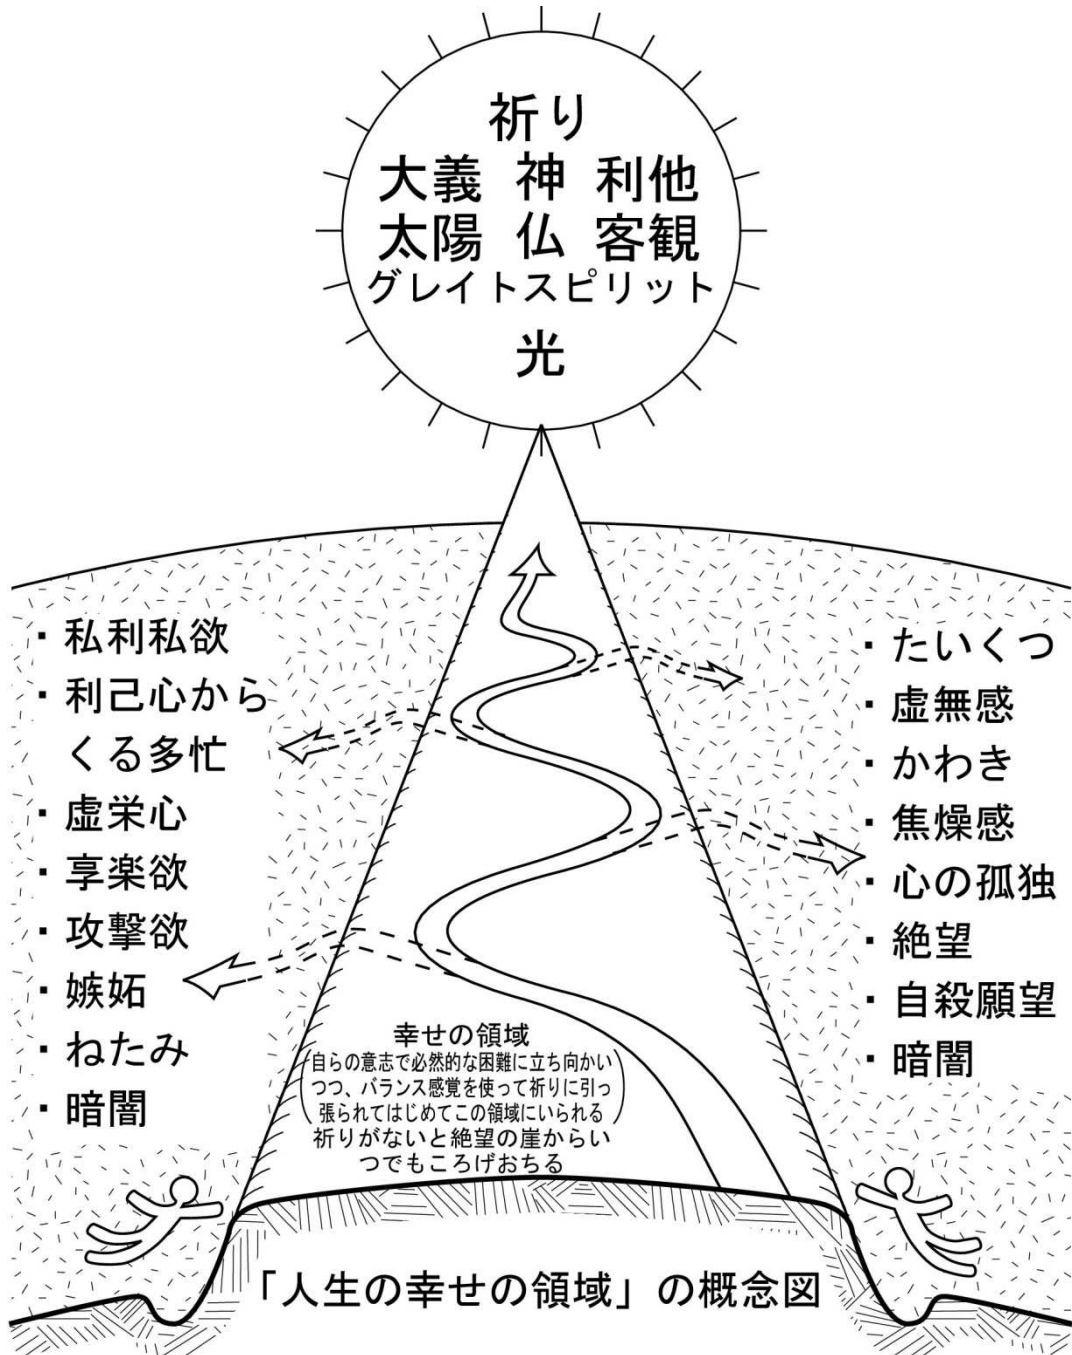 祈り
大義 神 利他
太陽 仏 客観
グレイトスピリット
光
・私利私欲
・利己心から
くる多忙
・虚栄心
・享楽欲
・攻撃欲
・嫉妬
・ねたみ
・暗闇
・たいくつ
・虚無感
・かわき
・焦燥感
・心の孤独
・絶望
・自殺願望
・暗闇
幸せの領域
(自らの意志で必然的な困難に立ち向かい
つつ、バランス感覚を使って祈りに引っ
張られてはじめてこの領域にいられる)
祈りがないと絶望の崖からい
つでもころげおちる
「人生の幸せの領域」の概念図